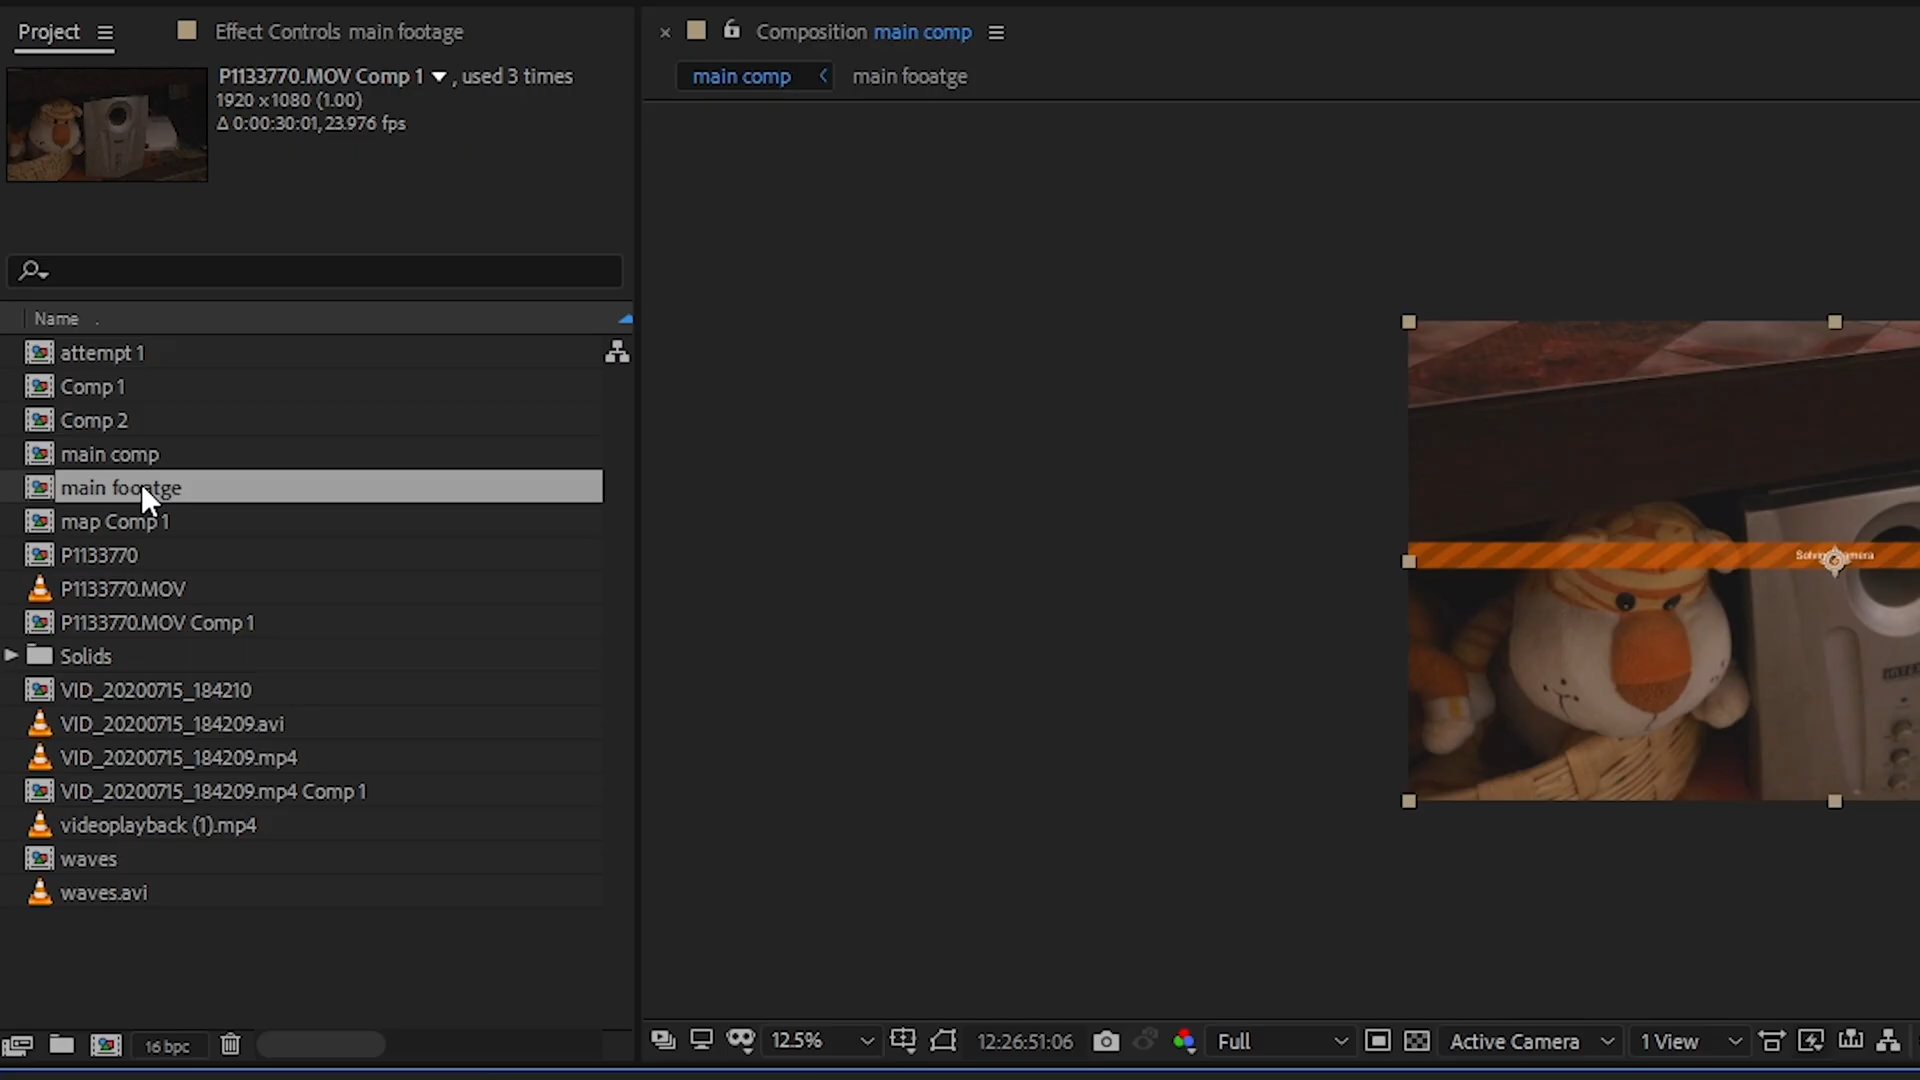 Project
Effect Controls main footage
Composition main comp
P1133770.MOV Comp 1 , used 3 times
1920 x 1080 (1.00)
Δ 0:00:30:01, 23.976 fps
main comp
main fooatge
Name
attempt 1
Comp 1
Comp 2
main comp
main fooatge
map Comp 1
P1133770
P1133770.MOV
P1133770.MOV Comp 1
Solids
VID_20200715_184210
VID_20200715_184209.avi
VID_20200715_184209.mp4
VID_20200715_184209.mp4 Comp 1
videoplayback (1).mp4
waves
waves.avi
Solving Camera
16 bpc
12.5%
12:26:51:06
Full
Active Camera
1 View